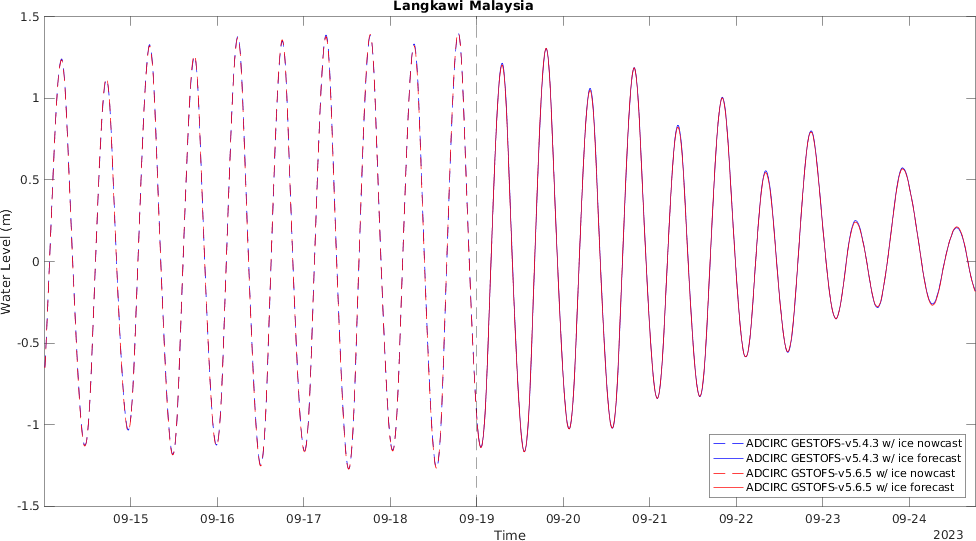 Langkawi Malaysia
1.5
1
0.5
0
-0.5
-1
-1.5
Water Level (m)
ADCIRC GESTOFS-v5.4.3 w/ ice nowcast
ADCIRC GESTOFS-v5.4.3 w/ ice forecast
ADCIRC GSTOFS-v5.6.5 w/ ice nowcast
ADCIRC GSTOFS-v5.6.5 w/ ice forecast
09-15 09-16 09-17 09-18 09-19 09-20 09-21 09-22 09-23 09-24
Time
2023